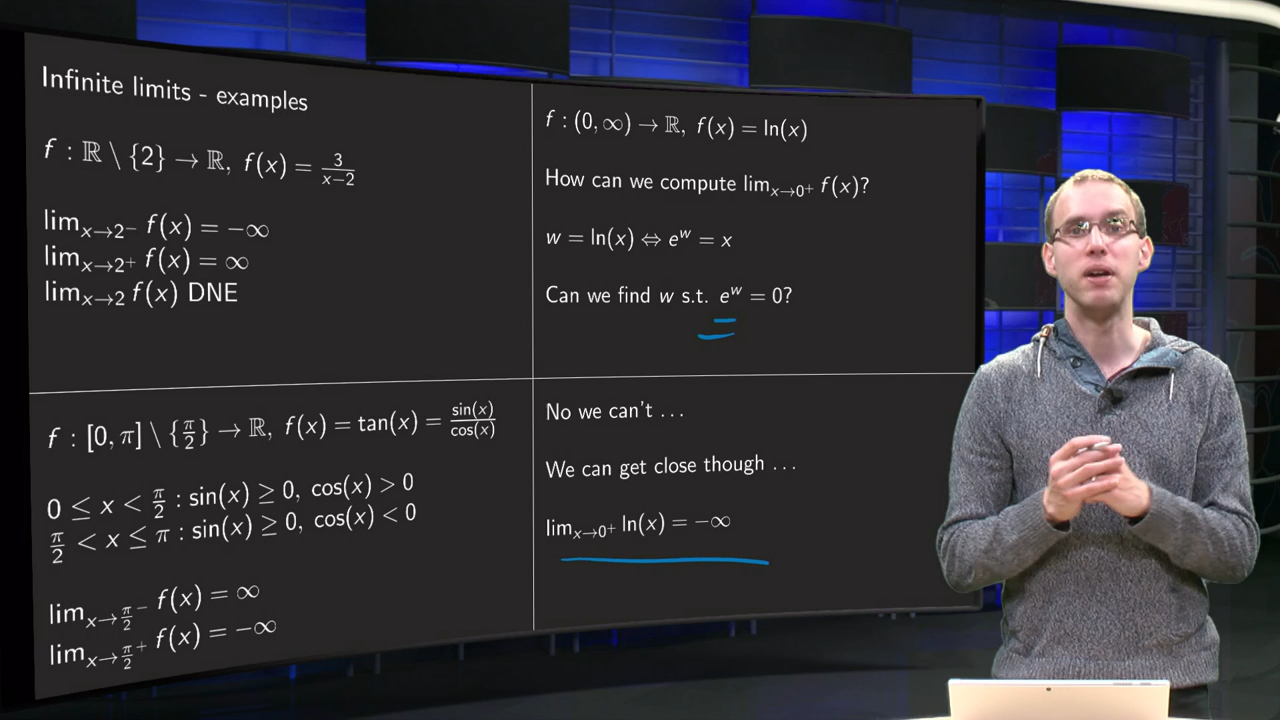 Infinite limits - examples
f : ℝ \ {2} → ℝ, f(x) = 3/(x−2)
lim_{x→2⁻} f(x) = −∞
lim_{x→2⁺} f(x) = ∞
lim_{x→2} f(x) DNE
f : (0, ∞) → ℝ, f(x) = ln(x)
How can we compute lim_{x→0⁺} f(x)?
w = ln(x) ⇔ e^w = x
Can we find w s.t. e^w = 0?
f : [0, π] \ {π/2} → ℝ, f(x) = tan(x) = sin(x)/cos(x)
0 ≤ x < π/2 : sin(x) ≥ 0, cos(x) > 0
π/2 < x ≤ π : sin(x) ≥ 0, cos(x) < 0
lim_{x→π/2⁻} f(x) = ∞
lim_{x→π/2⁺} f(x) = −∞
No we can't ...
We can get close though ...
lim_{x→0⁺} ln(x) = −∞